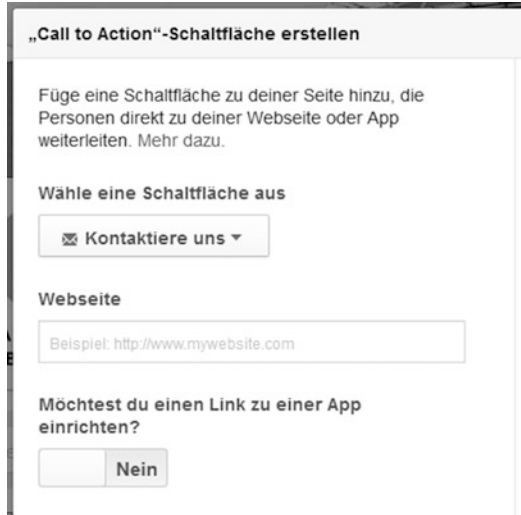 „Call to Action“-Schaltfläche erstellen
Füge eine Schaltfläche zu deiner Seite hinzu, die
Personen direkt zu deiner Webseite oder App
weiterleiten. Mehr dazu.
Wähle eine Schaltfläche aus
Kontaktiere uns
Webseite
Beispiel: http://www.mywebsite.com
Möchtest du einen Link zu einer App
einrichten?
Nein